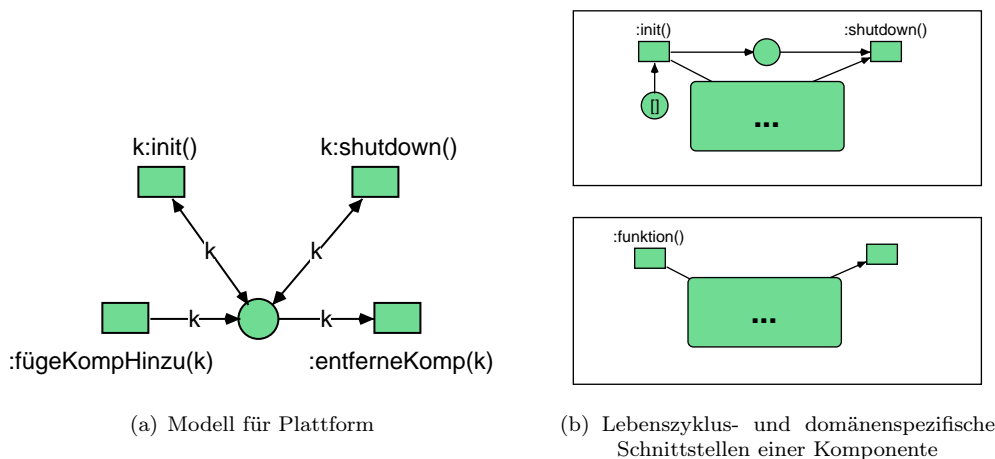 k:init()
k:shutdown()
k
k
k
k
:fügeKompHinzu(k)
:entferneKomp(k)
(a) Modell für Plattform
:init()
:shutdown()
[]
...
:funktion()
...
(b) Lebenszyklus- und domänenspezifische
Schnittstellen einer Komponente